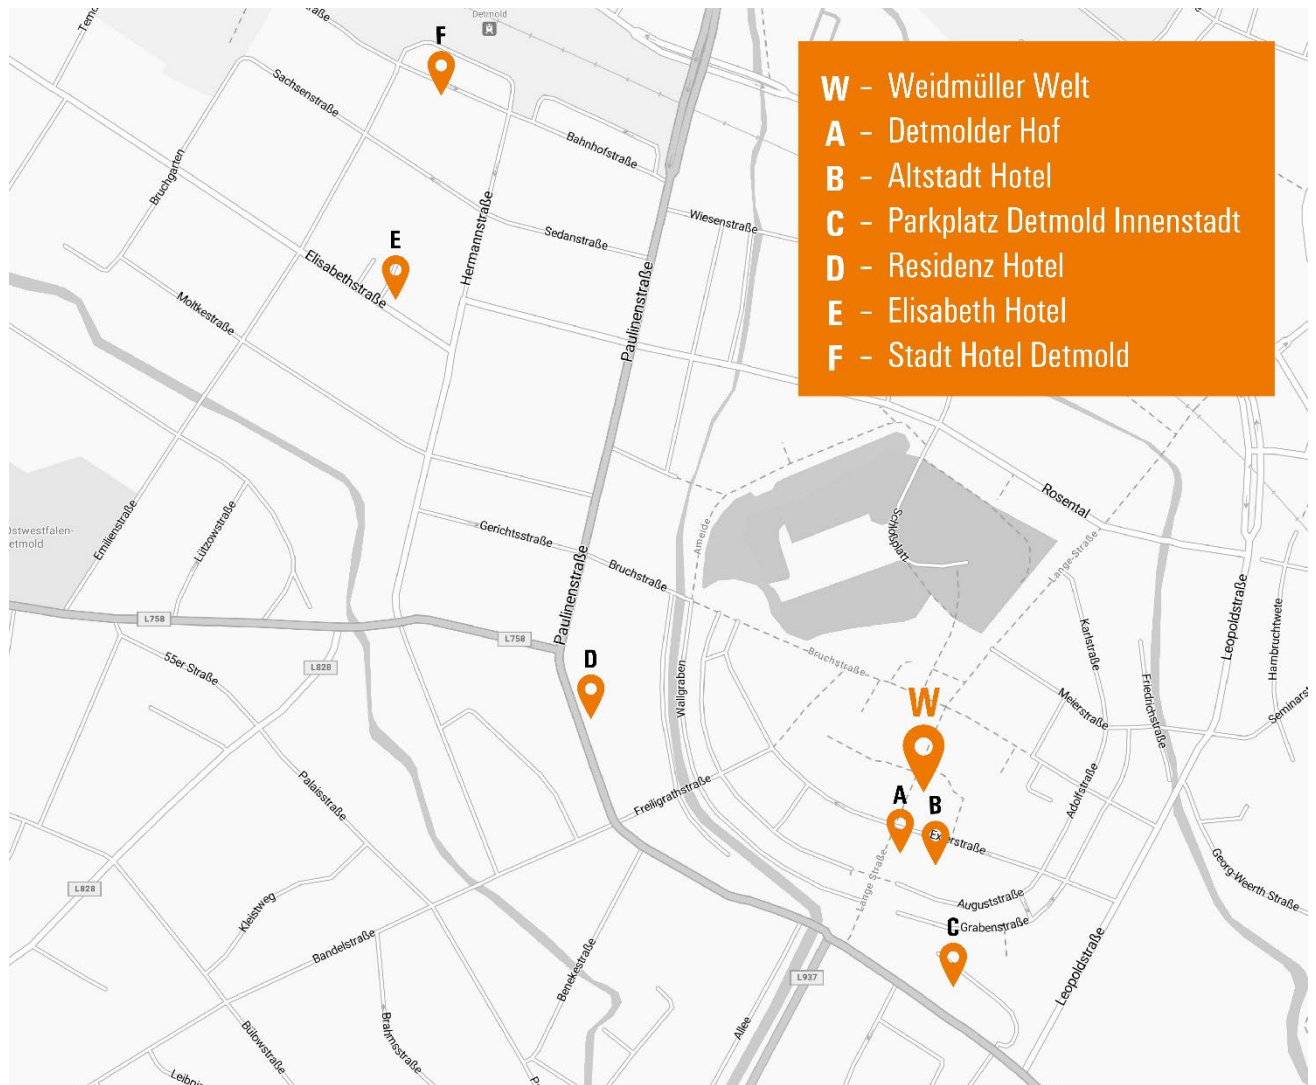 Detmold
F
W - Weidmüller Welt
A - Detmolder Hof
B - Altstadt Hotel
C - Parkplatz Detmold Innenstadt
D - Residenz Hotel
E - Elisabeth Hotel
F - Stadt Hotel Detmold
Sachsenstraße
Bahnhofstraße
Bruchgarten
Wiesenstraße
Sedanstraße
Hermannstraße
E
Elisabethstraße
Moltkestraße
Paulinenstraße
Rosental
Schloßplatz
Ameide
Lange Straße
Emilienstraße
Lützowstraße
Ostwestfalen-
Gerichtsstraße
Bruchstraße
Paulinenstraße
L758
L758
L828
55er Straße
D
Wallgraben
Bruchstraße
Karlstraße
Leopoldstraße
Hambruchtwete
Friedrichstraße
Meierstraße
W
Palaisstraße
Freiligrathstraße
A
B
Adolfstraße
Georg-Weerth-Straße
L828
Kleistweg
Bandelstraße
Lange Straße
Auguststraße
Grabenstraße
C
Benekestraße
L937
Leopoldstraße
Allee
Bülowstraße
Brahmsstraße